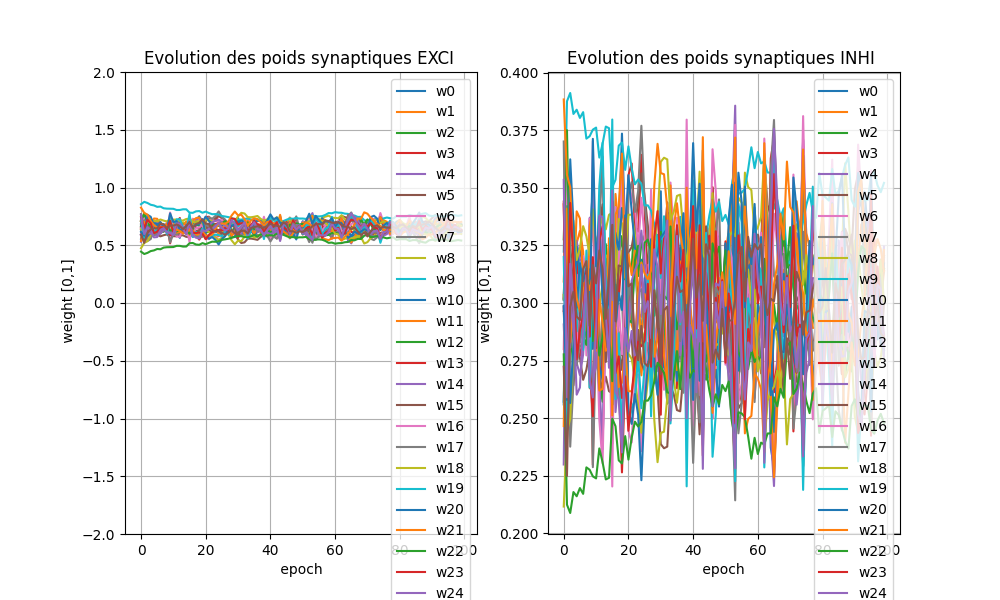 Evolution des poids synaptiques EXCI
2.0
1.5
1.0
0.5
0.0
−0.5
−1.0
−1.5
−2.0
weight [0,1]
0
20
40
60
80
100
epoch
w0
w1
w2
w3
w4
w5
w6
w7
w8
w9
w10
w11
w12
w13
w14
w15
w16
w17
w18
w19
w20
w21
w22
w23
w24
Evolution des poids synaptiques INHI
0.400
0.375
0.350
0.325
0.300
0.275
0.250
0.225
0.200
weight [0,1]
0
20
40
60
80
100
epoch
w0
w1
w2
w3
w4
w5
w6
w7
w8
w9
w10
w11
w12
w13
w14
w15
w16
w17
w18
w19
w20
w21
w22
w23
w24